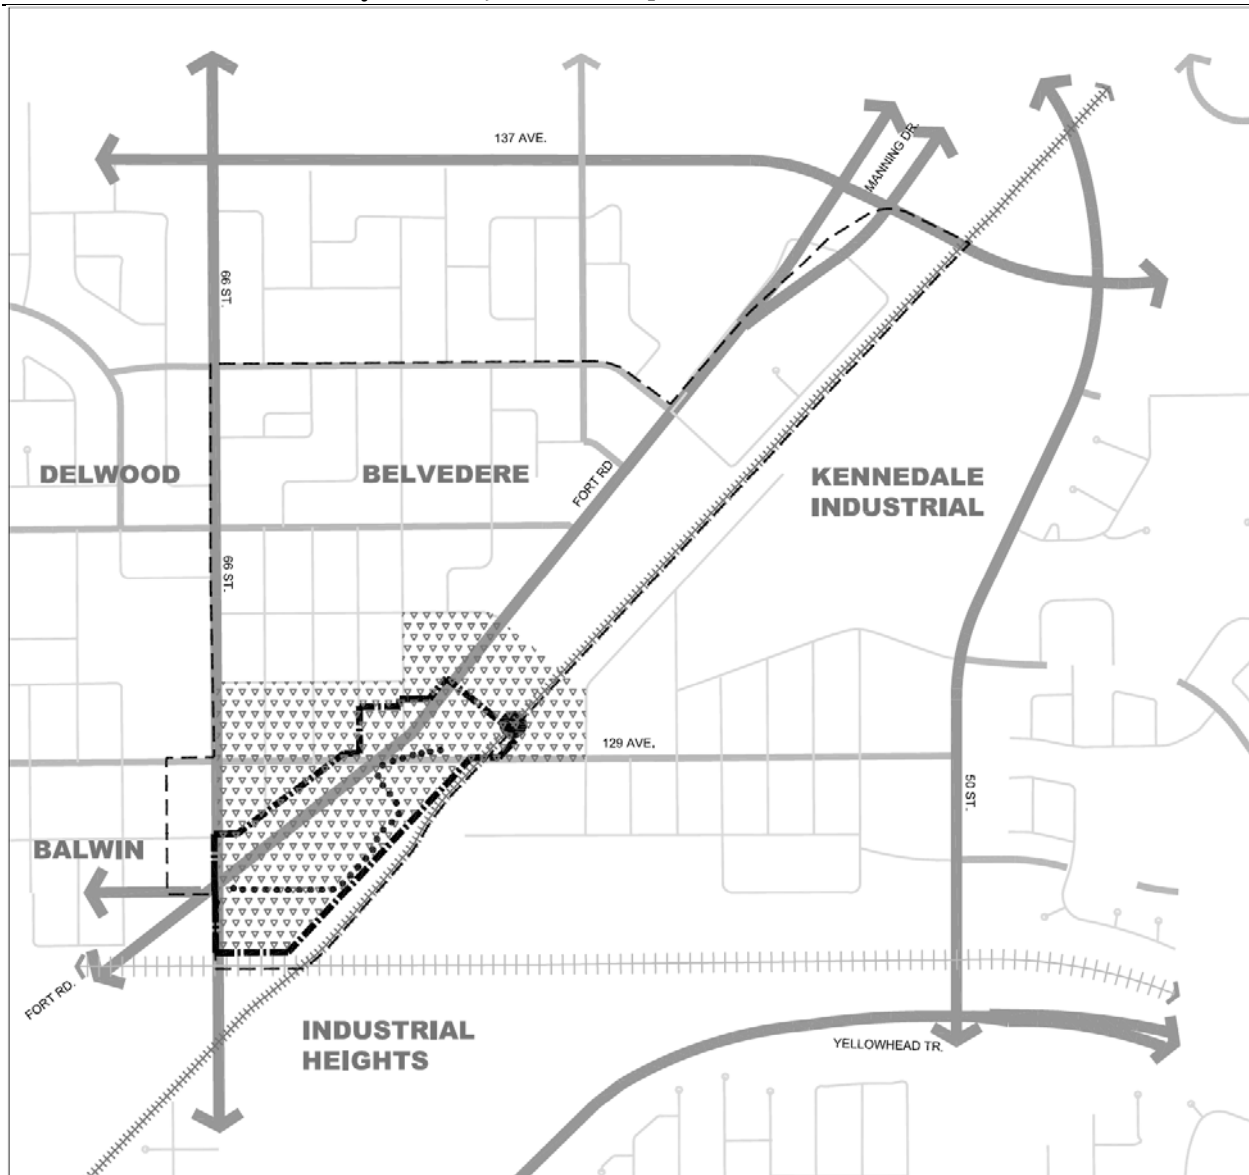 137 AVE.
MANNING DR.
66 ST.
DELWOOD
BELVEDERE
FORT RD
KENNEDALE
INDUSTRIAL
66 ST.
129 AVE.
50 ST.
BALWIN
FORT RD.
INDUSTRIAL
HEIGHTS
YELLOWHEAD TR.